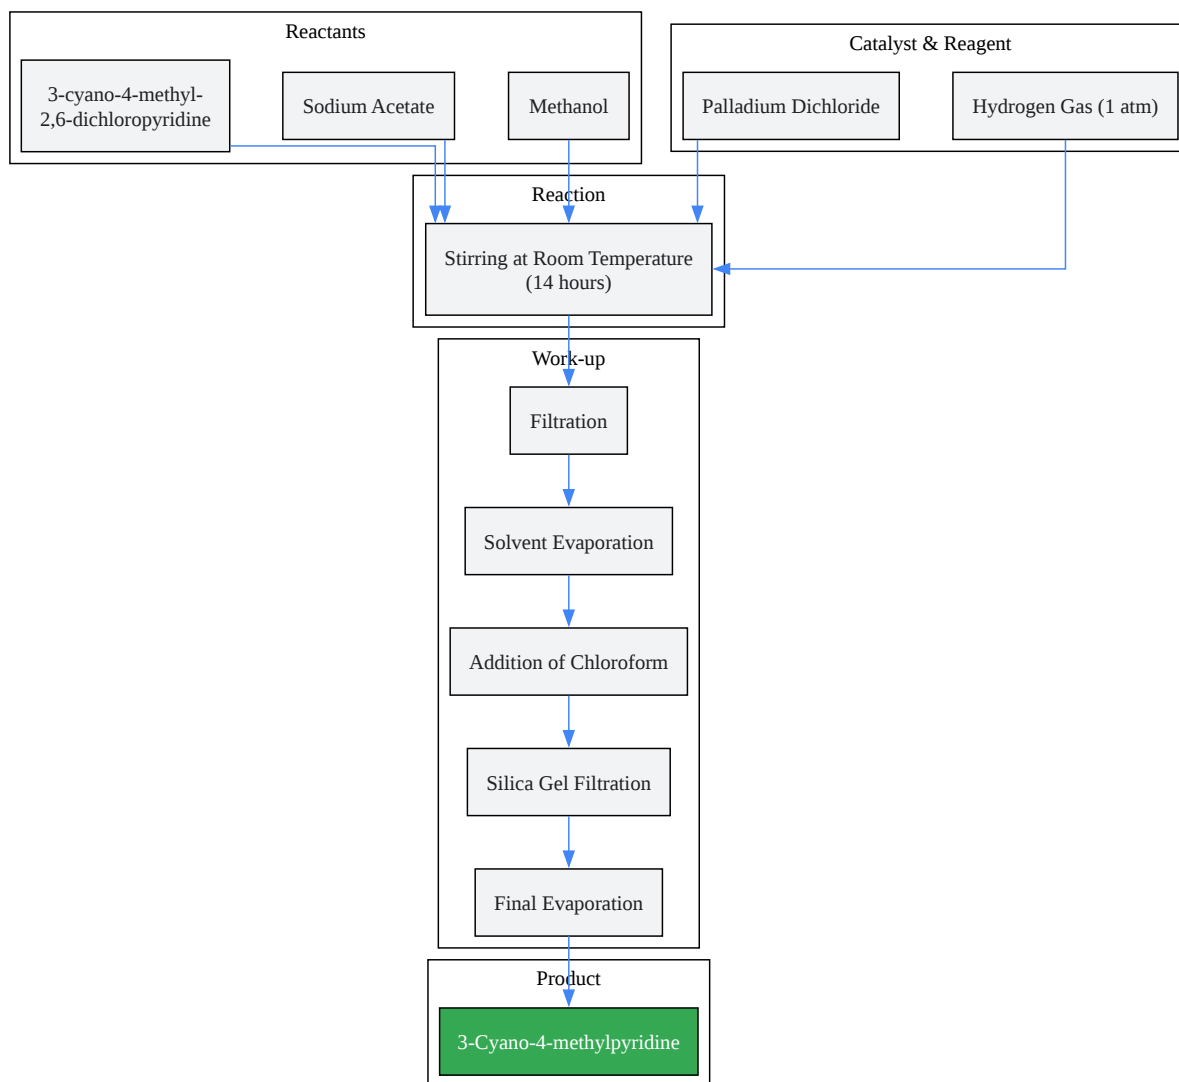 Reactants
3-cyano-4-methyl-
2,6-dichloropyridine
Sodium Acetate
Methanol
Catalyst & Reagent
Palladium Dichloride
Hydrogen Gas (1 atm)
Reaction
Stirring at Room Temperature
(14 hours)
Work-up
Filtration
Solvent Evaporation
Addition of Chloroform
Silica Gel Filtration
Final Evaporation
Product
3-Cyano-4-methylpyridine